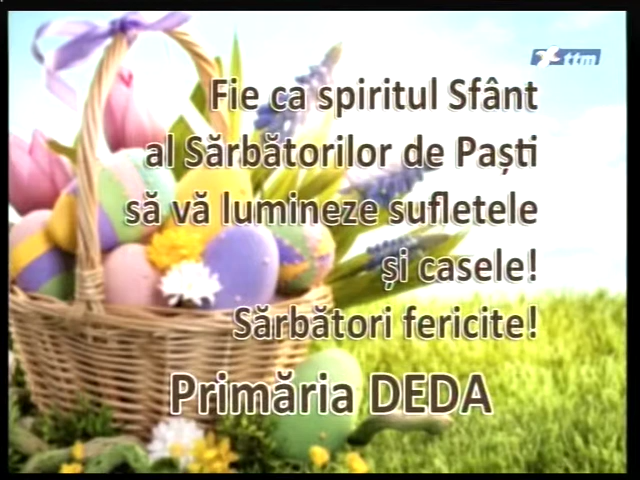 ttm
Fie ca spiritul Sfânt
al Sărbătorilor de Paști
să vă lumineze sufletele
și casele!
Sărbători fericite!
Primăria DEDA